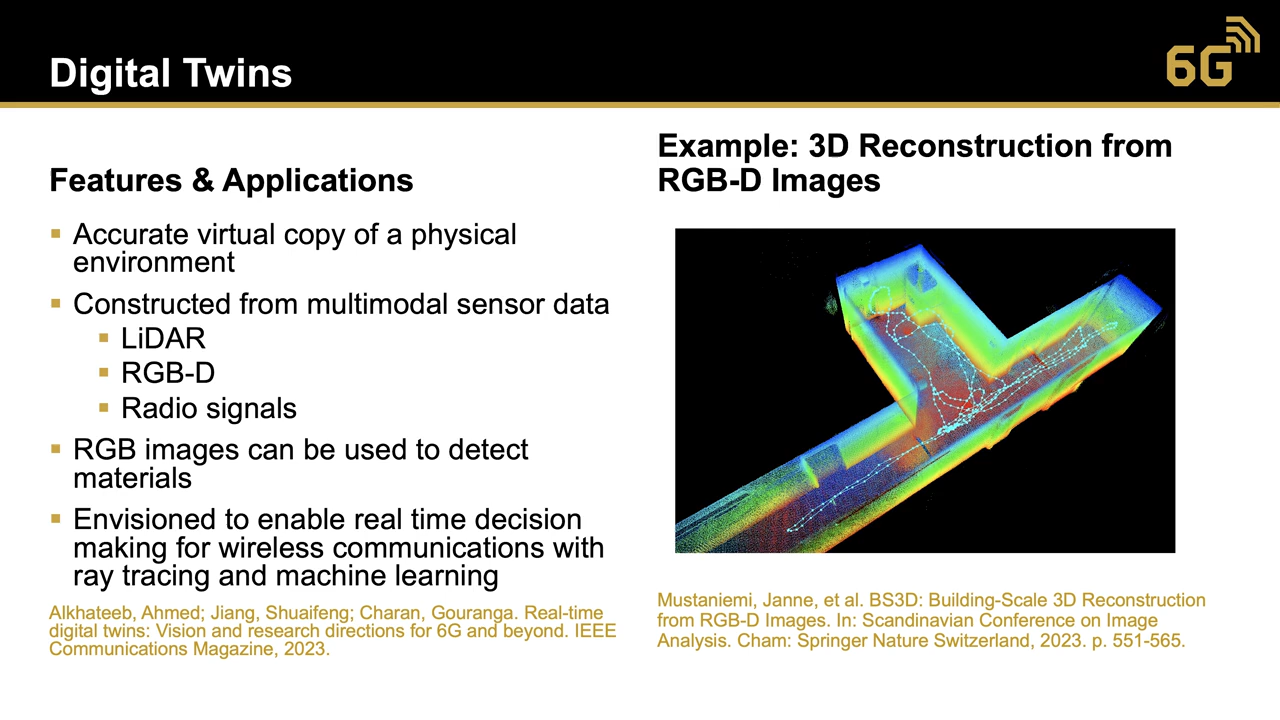 Digital Twins
6G
Features & Applications
Accurate virtual copy of a physical
environment
Constructed from multimodal sensor data
LiDAR
RGB-D
Radio signals
RGB images can be used to detect
materials
Envisioned to enable real time decision
making for wireless communications with
ray tracing and machine learning
Alkhateeb, Ahmed; Jiang, Shuaifeng; Charan, Gouranga. Real-time
digital twins: Vision and research directions for 6G and beyond. IEEE
Communications Magazine, 2023.
Example: 3D Reconstruction from
RGB-D Images
Mustaniemi, Janne, et al. BS3D: Building-Scale 3D Reconstruction
from RGB-D Images. In: Scandinavian Conference on Image
Analysis. Cham: Springer Nature Switzerland, 2023. p. 551-565.